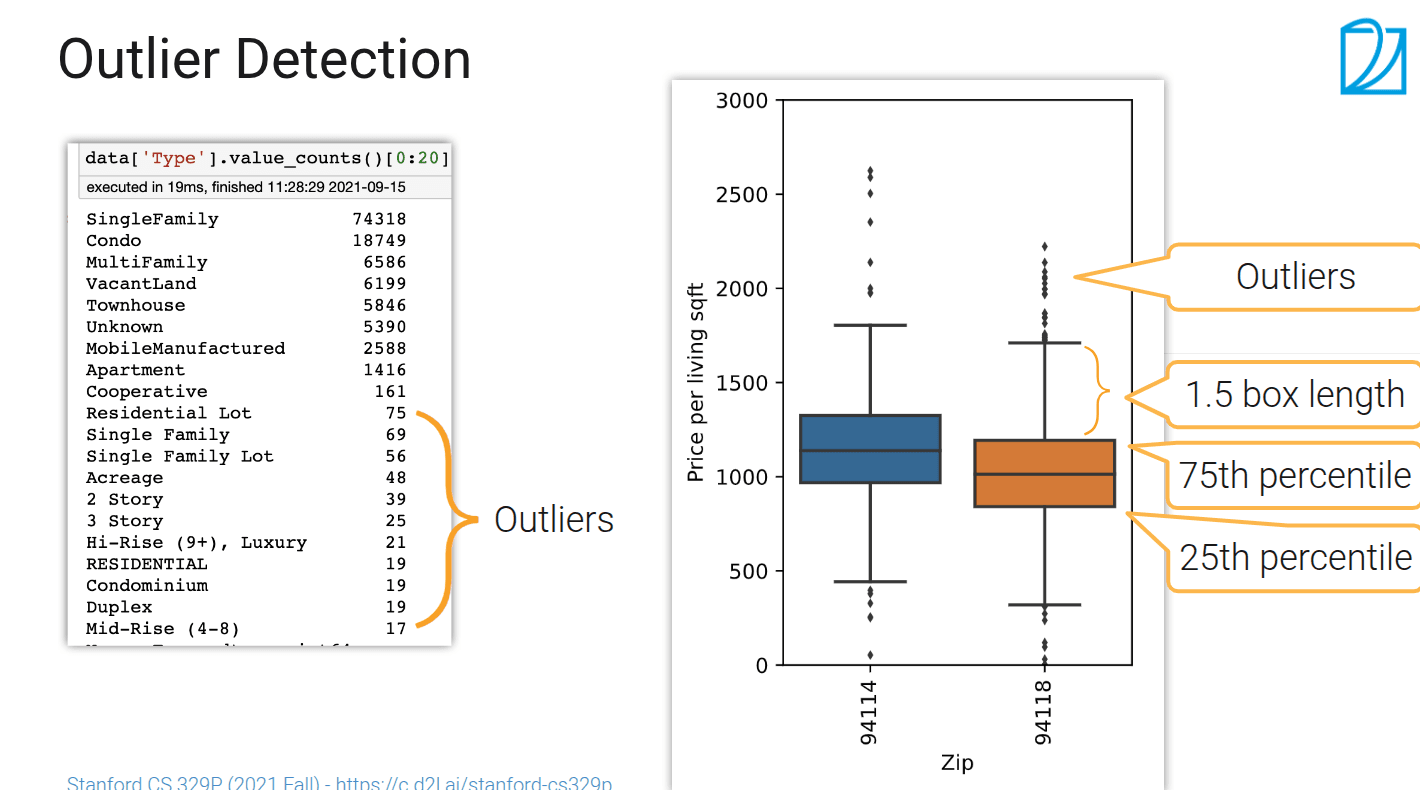 Outlier Detection
data['Type'].value_counts()[0:20]
executed in 19ms, finished 11:28:29 2021-09-15
SingleFamily 74318
Condo 18749
MultiFamily 6586
VacantLand 6199
Townhouse 5846
Unknown 5390
MobileManufactured 2588
Apartment 1416
Cooperative 161
Residential Lot 75
Single Family 69
Single Family Lot 56
Acreage 48
2 Story 39
3 Story 25
Hi-Rise (9+), Luxury 21
RESIDENTIAL 19
Condominium 19
Duplex 19
Mid-Rise (4-8) 17
Outliers
3000
2500
2000
1500
1000
500
0
Price per living sqft
94114
94118
Zip
Outliers
1.5 box length
75th percentile
25th percentile
Stanford CS 329P (2021 Fall) - https://c.d2l.ai/stanford-cs329p